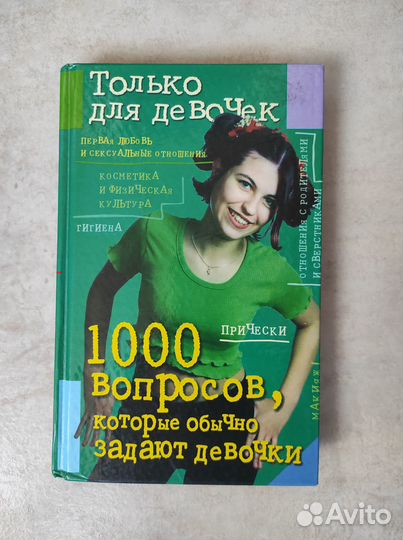 Только
для девочек
Первая любовь
и сексуальные отношения
Косметика
и физическая
культура
Гигиена
Отношения с родителями
и сверстниками
Прически
Макияж
1000
вопросов,
которые обычно
задают девочки
Avito